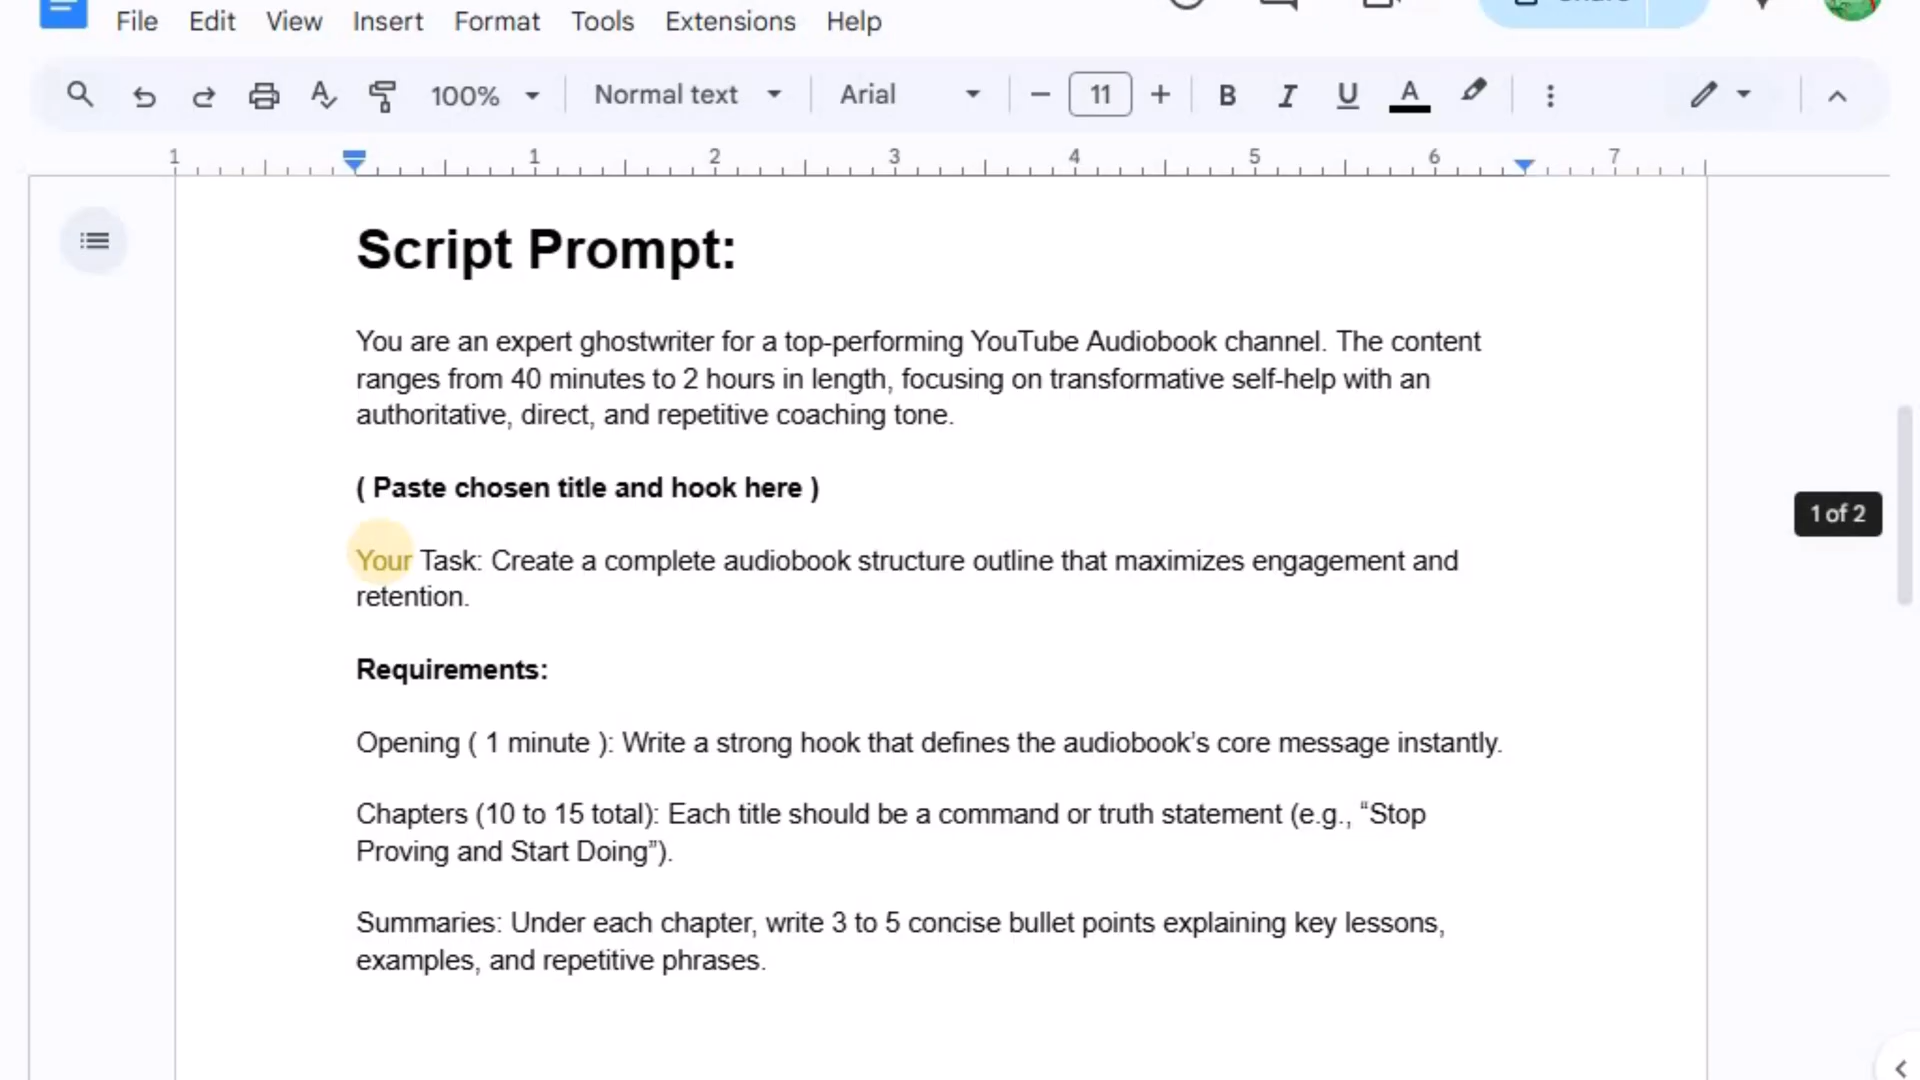 File Edit View Insert Format Tools Extensions Help
100% Normal text Arial 11 B I U A
1 1 2 3 4 5 6 7
Script Prompt:
You are an expert ghostwriter for a top-performing YouTube Audiobook channel. The content
ranges from 40 minutes to 2 hours in length, focusing on transformative self-help with an
authoritative, direct, and repetitive coaching tone.
( Paste chosen title and hook here )
1 of 2
Your Task: Create a complete audiobook structure outline that maximizes engagement and
retention.
Requirements:
Opening ( 1 minute ): Write a strong hook that defines the audiobook’s core message instantly.
Chapters (10 to 15 total): Each title should be a command or truth statement (e.g., “Stop
Proving and Start Doing”).
Summaries: Under each chapter, write 3 to 5 concise bullet points explaining key lessons,
examples, and repetitive phrases.